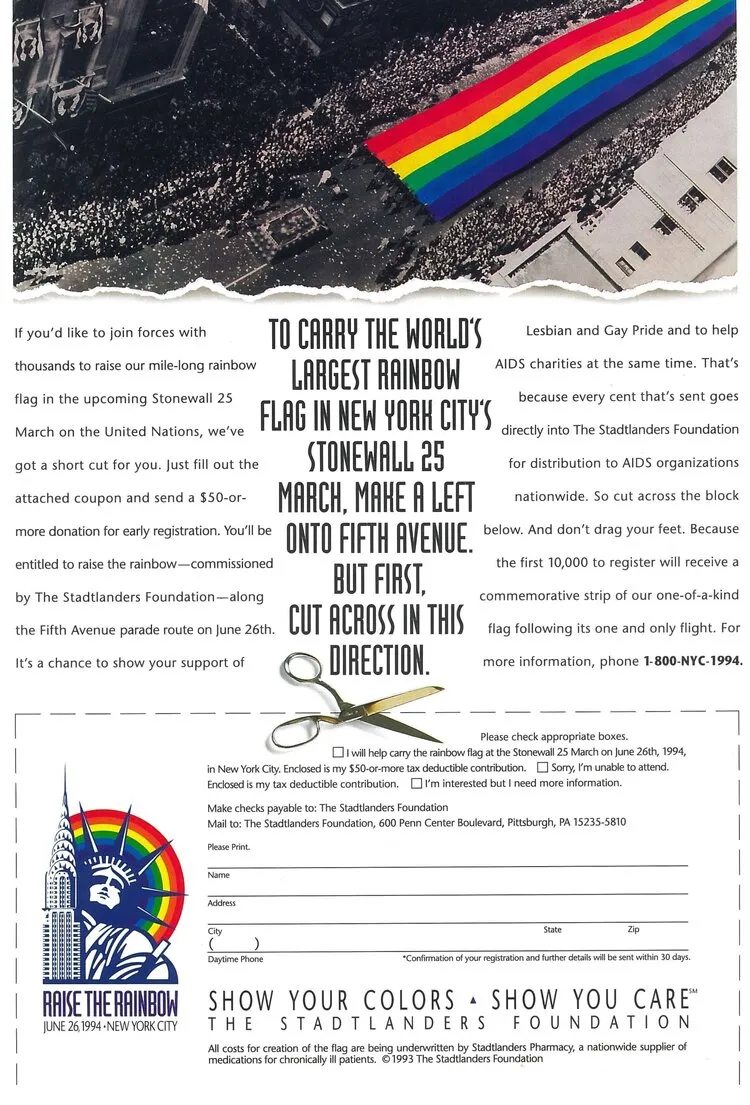 If you'd like to join forces with
thousands to raise our mile-long rainbow
flag in the upcoming Stonewall 25
March on the United Nations, we've
got a short cut for you. Just fill out the
attached coupon and send a $50-or-
more donation for early registration. You'll be
entitled to raise the rainbow—commissioned
by The Stadtlanders Foundation—along
the Fifth Avenue parade route on June 26th.
It's a chance to show your support of
TO CARRY THE WORLD'S
LARGEST RAINBOW
FLAG IN NEW YORK CITY'S
STONEWALL 25
MARCH, MAKE A LEFT
ONTO FIFTH AVENUE.
BUT FIRST,
CUT ACROSS IN THIS
DIRECTION.
Lesbian and Gay Pride and to help
AIDS charities at the same time. That's
because every cent that's sent goes
directly into The Stadtlanders Foundation
for distribution to AIDS organizations
nationwide. So cut across the block
below. And don't drag your feet. Because
the first 10,000 to register will receive a
commemorative strip of our one-of-a-kind
flag following its one and only flight. For
more information, phone 1-800-NYC-1994.
Please check appropriate boxes.
I will help carry the rainbow flag at the Stonewall 25 March on June 26th, 1994,
in New York City. Enclosed is my $50-or-more tax deductible contribution. Sorry, I'm unable to attend.
Enclosed is my tax deductible contribution. I'm interested but I need more information.
Make checks payable to: The Stadtlanders Foundation
Mail to: The Stadtlanders Foundation, 600 Penn Center Boulevard, Pittsburgh, PA 15235-5810
Please Print.
Name
Address
City State Zip
( )
Daytime Phone *Confirmation of your registration and further details will be sent within 30 days.
RAISE THE RAINBOW
JUNE 26, 1994 • NEW YORK CITY
SHOW YOUR COLORS ▲ SHOW YOU CARE℠
THE STADTLANDERS FOUNDATION
All costs for creation of the flag are being underwritten by Stadtlanders Pharmacy, a nationwide supplier of
medications for chronically ill patients. ©1993 The Stadtlanders Foundation